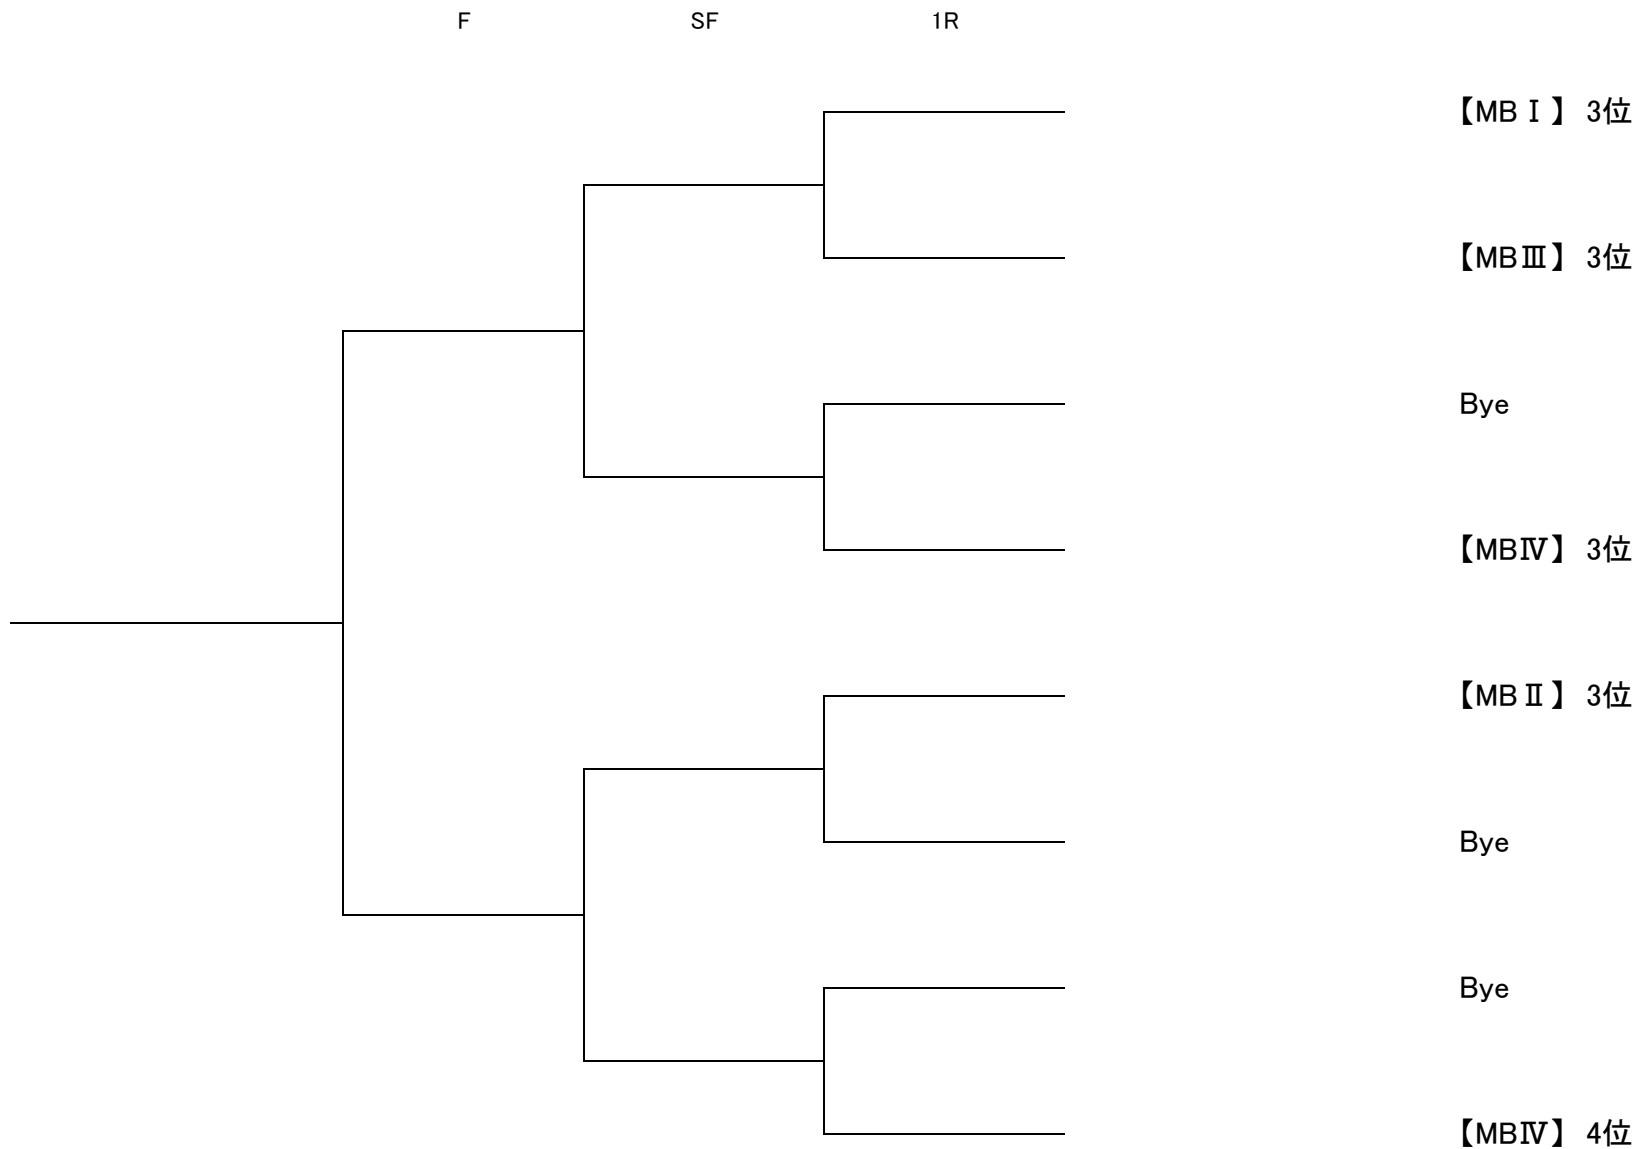 F SF 1R
【MBⅠ】 3位
【MBⅢ】 3位
Bye
【MBⅣ】 3位
【MBⅡ】 3位
Bye
Bye
【MBⅣ】 4位